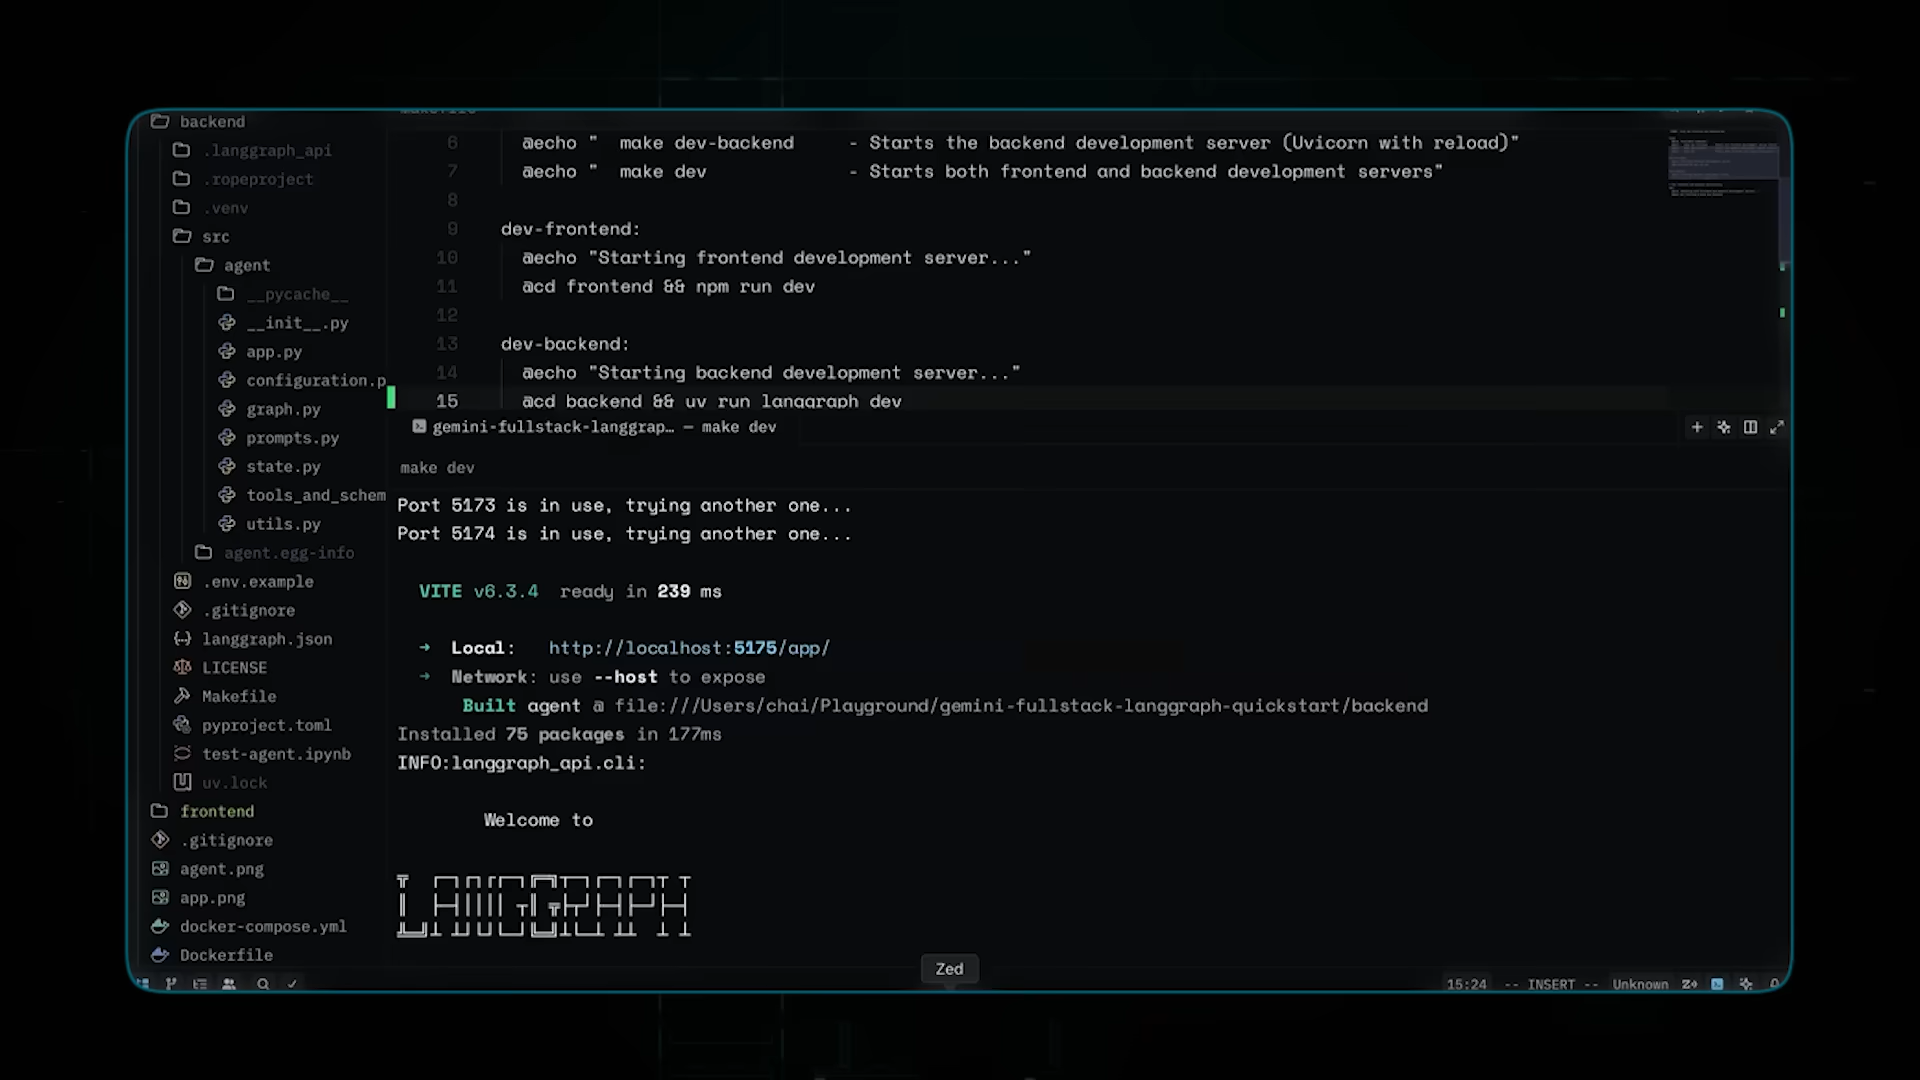 backend
.langgraph_api
.ropeproject
.venv
src
agent
__pycache__
__init__.py
app.py
configuration.p
graph.py
prompts.py
state.py
tools_and_schem
utils.py
agent.egg-info
.env.example
.gitignore
langgraph.json
LICENSE
Makefile
pyproject.toml
test-agent.ipynb
uv.lock
frontend
.gitignore
agent.png
app.png
docker-compose.yml
Dockerfile
6 @echo "  make dev-backend     - Starts the backend development server (Uvicorn with reload)"
7 @echo "  make dev             - Starts both frontend and backend development servers"
8
9 dev-frontend:
10 @echo "Starting frontend development server..."
11 @cd frontend && npm run dev
12
13 dev-backend:
14 @echo "Starting backend development server..."
15 @cd backend && uv run langgraph dev
gemini-fullstack-langgrap… — make dev
make dev
Port 5173 is in use, trying another one...
Port 5174 is in use, trying another one...
VITE v6.3.4  ready in 239 ms
➜  Local:   http://localhost:5175/app/
➜  Network: use --host to expose
Built agent @ file:///Users/chai/Playground/gemini-fullstack-langgraph-quickstart/backend
Installed 75 packages in 177ms
INFO:langgraph_api.cli:
Welcome to
LANGGRAPH
Zed
15:24 -- INSERT -- Unknown